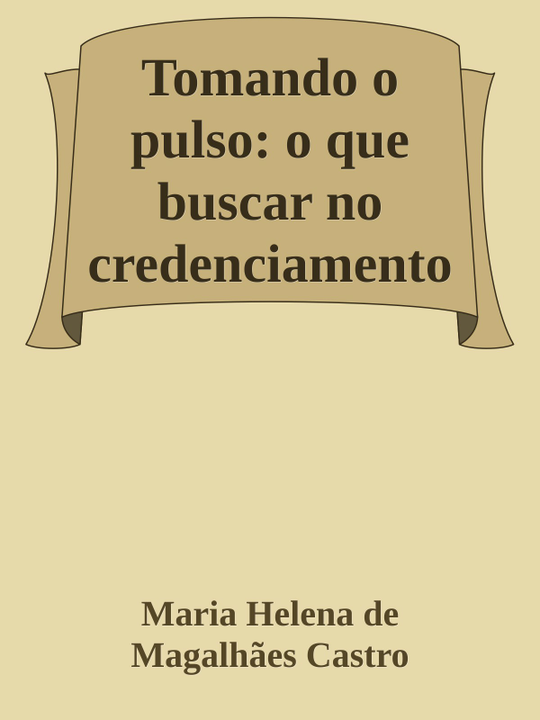 Tomando o
pulso: o que
buscar no
credenciamento
Maria Helena de
Magalhães Castro